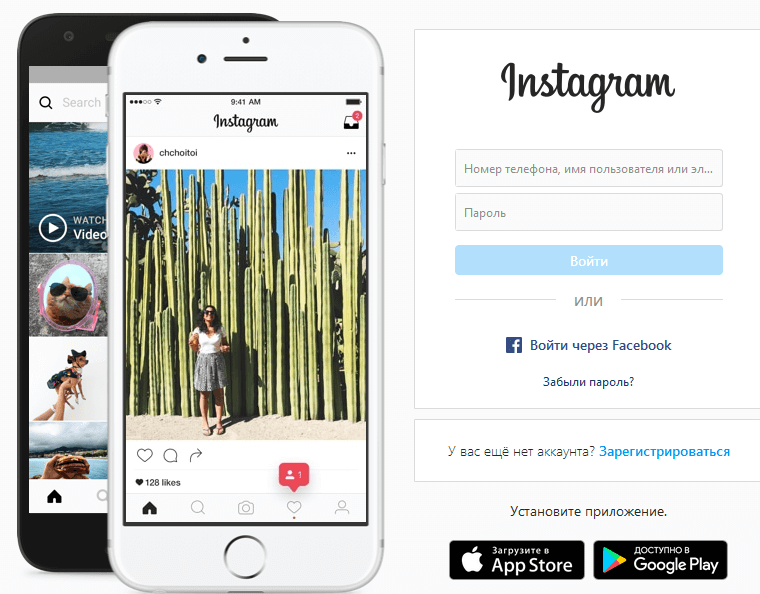 Search
WATCH
Video
9:41 AM
Instagram
2
chchoitoi
1
128 likes
Instagram
Номер телефона, имя пользователя или эл...
Пароль
Войти
ИЛИ
Войти через Facebook
Забыли пароль?
У вас ещё нет аккаунта? Зарегистрироваться
Установите приложение.
Загрузите в
App Store
ДОСТУПНО В
Google Play